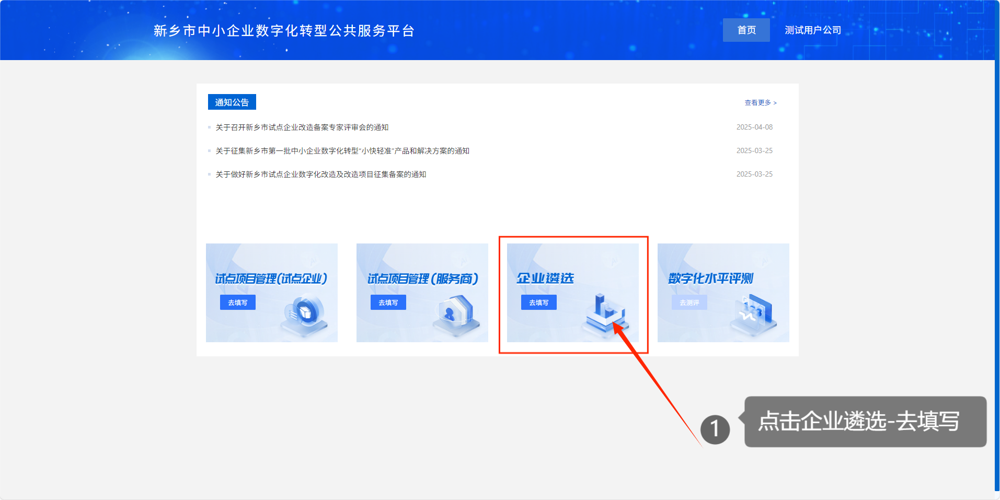 新乡市中小企业数字化转型公共服务平台
首页 测试用户公司
通知公告 查看更多 >
关于召开新乡市试点企业改造备案专家评审会的通知 2025-04-08
关于征集新乡市第一批中小企业数字化转型“小快轻准”产品和解决方案的通知 2025-03-25
关于做好新乡市试点企业数字化改造及改造项目征集备案的通知 2025-03-25
试点项目管理(试点企业)
去填写
试点项目管理(服务商)
去填写
企业遴选
去填写
数字化水平评测
去测评
1 点击企业遴选-去填写